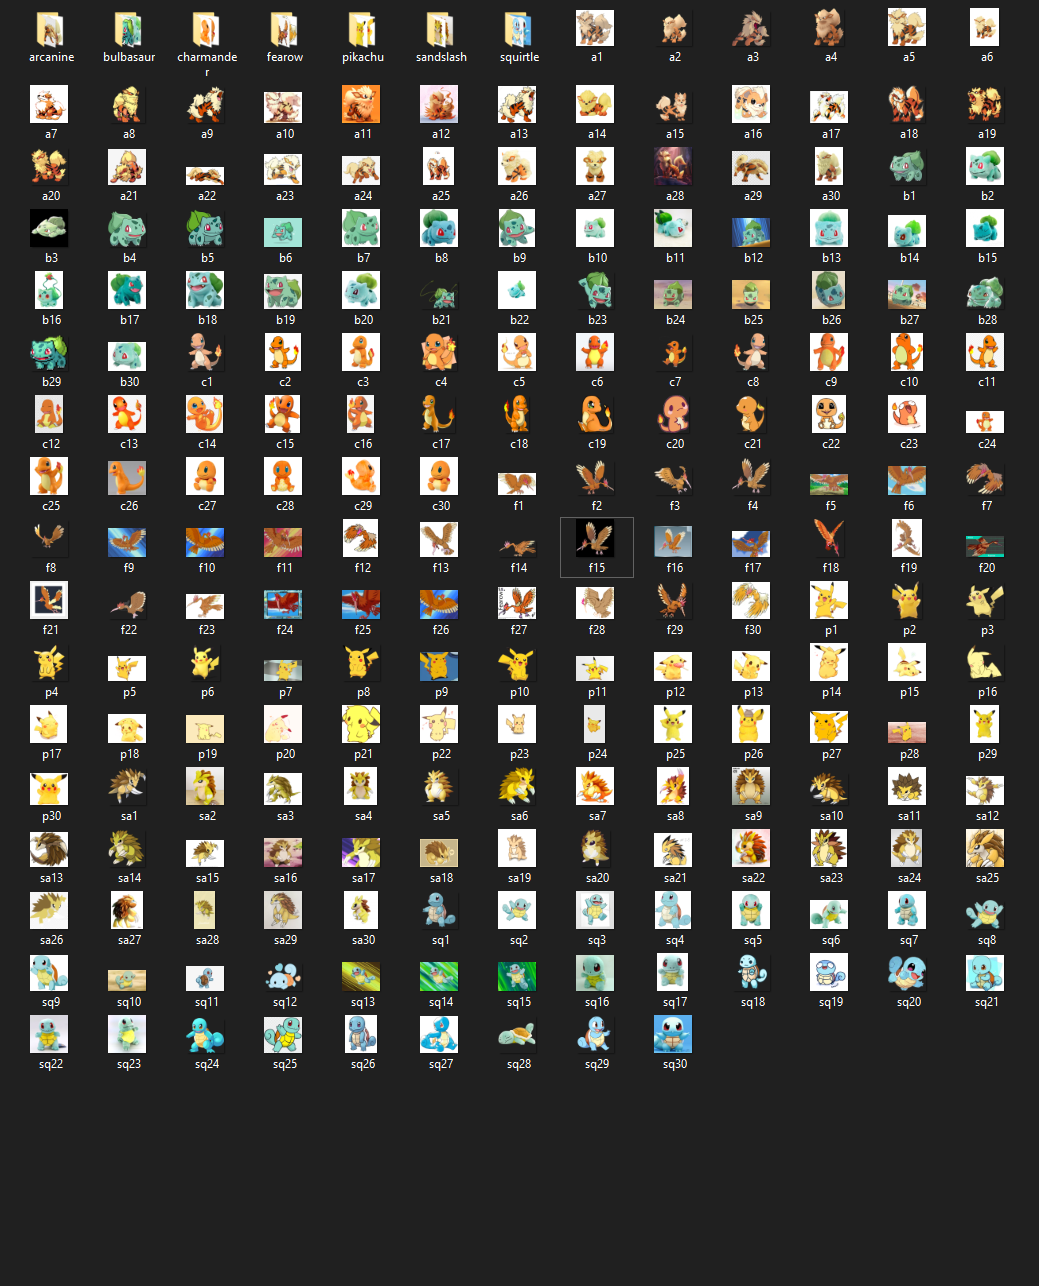 arcanine bulbasaur charmande fearow pikachu sandslash squirtle a1 a2 a3 a4 a5 a6
r
a7 a8 a9 a10 a11 a12 a13 a14 a15 a16 a17 a18 a19
a20 a21 a22 a23 a24 a25 a26 a27 a28 a29 a30 b1 b2
b3 b4 b5 b6 b7 b8 b9 b10 b11 b12 b13 b14 b15
b16 b17 b18 b19 b20 b21 b22 b23 b24 b25 b26 b27 b28
b29 b30 c1 c2 c3 c4 c5 c6 c7 c8 c9 c10 c11
c12 c13 c14 c15 c16 c17 c18 c19 c20 c21 c22 c23 c24
c25 c26 c27 c28 c29 c30 f1 f2 f3 f4 f5 f6 f7
f8 f9 f10 f11 f12 f13 f14 f15 f16 f17 f18 f19 f20
f21 f22 f23 f24 f25 f26 f27 f28 f29 f30 p1 p2 p3
p4 p5 p6 p7 p8 p9 p10 p11 p12 p13 p14 p15 p16
p17 p18 p19 p20 p21 p22 p23 p24 p25 p26 p27 p28 p29
p30 sa1 sa2 sa3 sa4 sa5 sa6 sa7 sa8 sa9 sa10 sa11 sa12
sa13 sa14 sa15 sa16 sa17 sa18 sa19 sa20 sa21 sa22 sa23 sa24 sa25
sa26 sa27 sa28 sa29 sa30 sq1 sq2 sq3 sq4 sq5 sq6 sq7 sq8
sq9 sq10 sq11 sq12 sq13 sq14 sq15 sq16 sq17 sq18 sq19 sq20 sq21
sq22 sq23 sq24 sq25 sq26 sq27 sq28 sq29 sq30